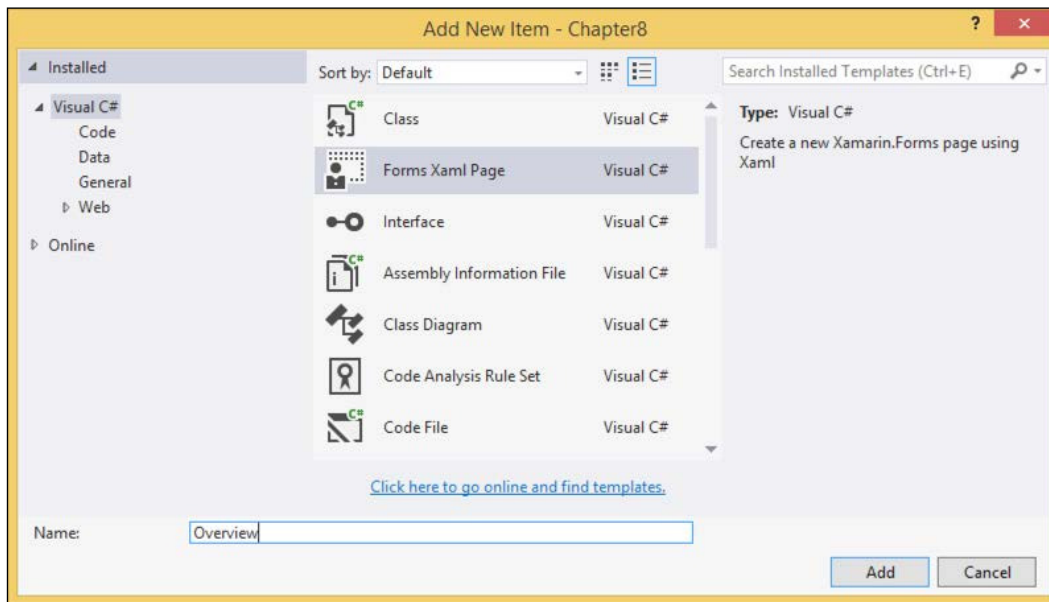 Add New Item - Chapter8
?
Installed
Sort by: Default
Search Installed Templates (Ctrl+E)
Visual C#
Code
Data
General
Web
Online
Class Visual C#
Forms Xaml Page Visual C#
Interface Visual C#
Assembly Information File Visual C#
Class Diagram Visual C#
Code Analysis Rule Set Visual C#
Code File Visual C#
Type: Visual C#
Create a new Xamarin.Forms page using
Xaml
Click here to go online and find templates.
Name: Overview
Add Cancel